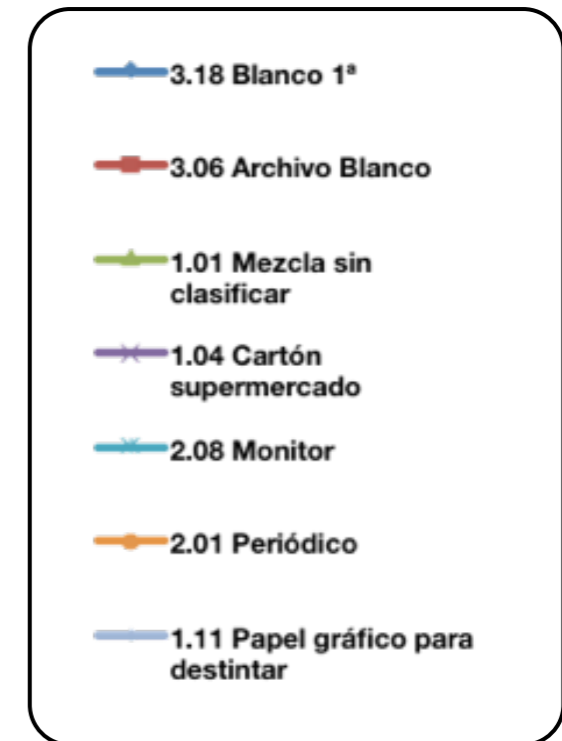 3.18 Blanco 1ª
3.06 Archivo Blanco
1.01 Mezcla sin
clasificar
1.04 Cartón
supermercado
2.08 Monitor
2.01 Periódico
1.11 Papel gráfico para
destintar